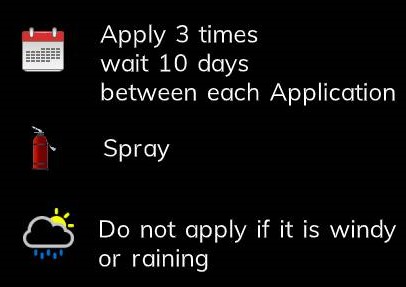 Apply 3 times
wait 10 days
between each Application
Spray
Do not apply if it is windy
or raining